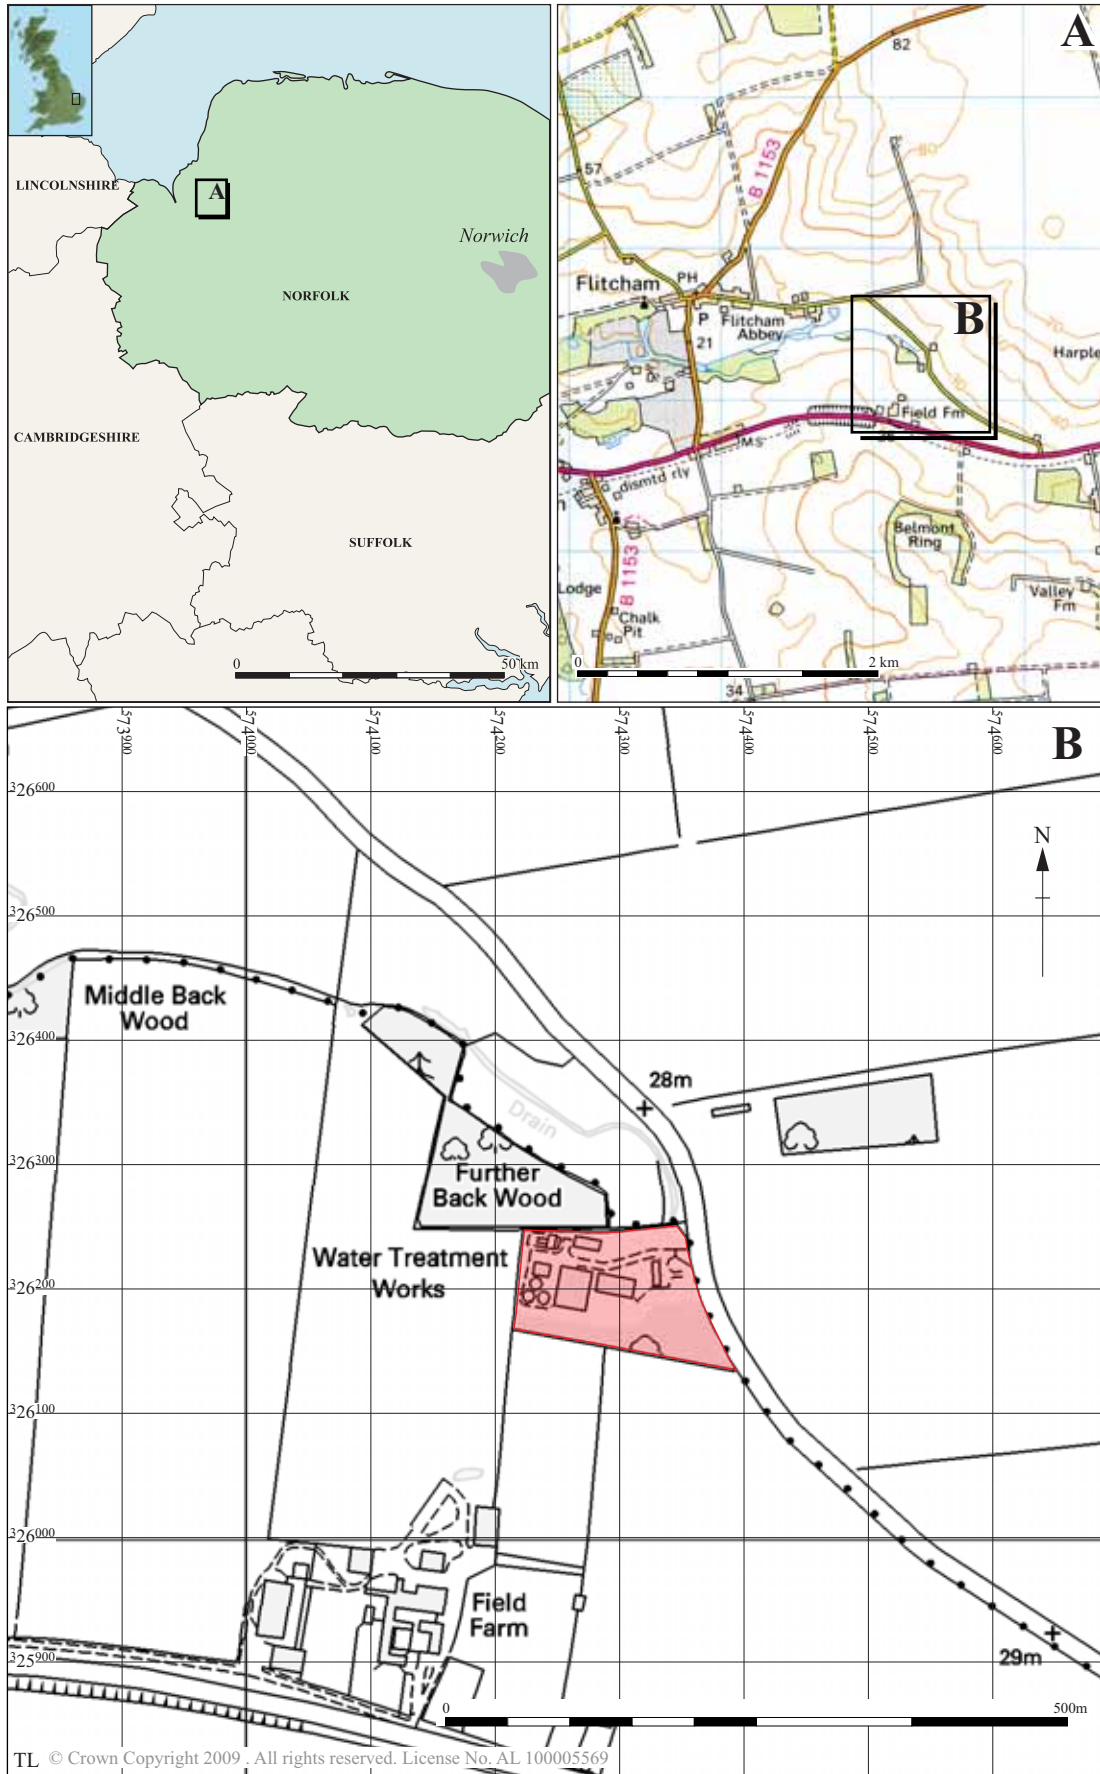 LINCOLNSHIRE
A
Norwich
NORFOLK
CAMBRIDGESHIRE
SUFFOLK
0
50 km
A
82
57
B 1153
80
Flitcham
PH
P
21
Flitcham
Abbey
B
Harple
40
Field Fm
MS
dismtd rly
Belmont
Ring
B 1153
Lodge
Chalk
Pit
Valley
Fm
34
0
2 km
B
573900
574000
574100
574200
574300
574400
574500
574600
326600
326500
326400
326300
326200
326100
326000
325900
N
Middle Back
Wood
28m
Drain
Further
Back Wood
Water Treatment
Works
Field
Farm
29m
0
500m
TL © Crown Copyright 2009 . All rights reserved. License No. AL 100005569